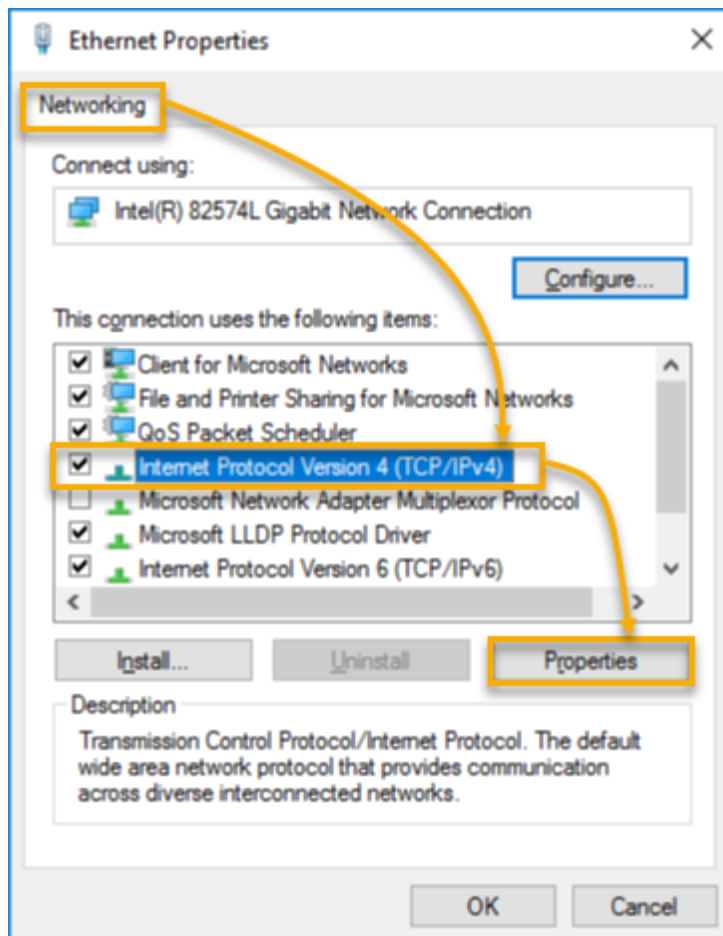 Ethernet Properties
Networking
Connect using:
Intel(R) 82574L Gigabit Network Connection
Configure...
This connection uses the following items:
Client for Microsoft Networks
File and Printer Sharing for Microsoft Networks
QoS Packet Scheduler
Internet Protocol Version 4 (TCP/IPv4)
Microsoft Network Adapter Multiplexor Protocol
Microsoft LLDP Protocol Driver
Internet Protocol Version 6 (TCP/IPv6)
Install...
Uninstall
Properties
Description
Transmission Control Protocol/Internet Protocol. The default
wide area network protocol that provides communication
across diverse interconnected networks.
OK
Cancel